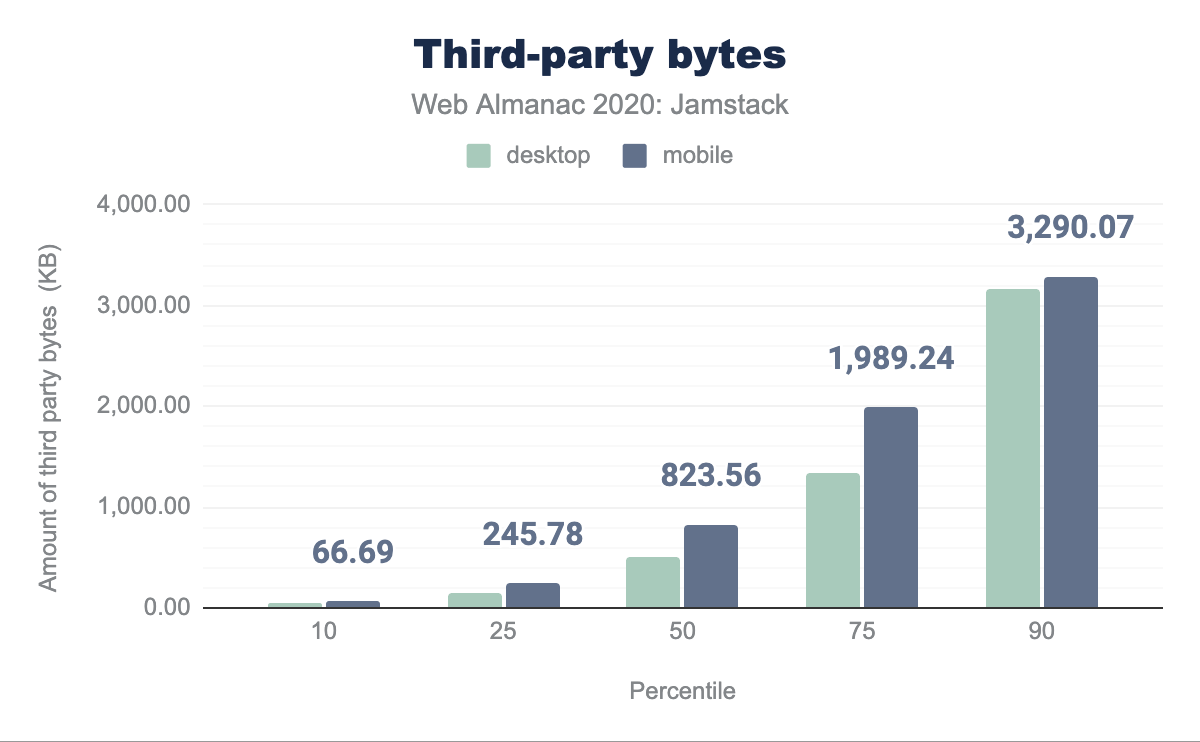 Third-party bytes
Web Almanac 2020: Jamstack
desktop mobile
4,000.00
3,000.00
2,000.00
1,000.00
0.00
Amount of third party bytes (KB)
66.69
245.78
823.56
1,989.24
3,290.07
10 25 50 75 90
Percentile